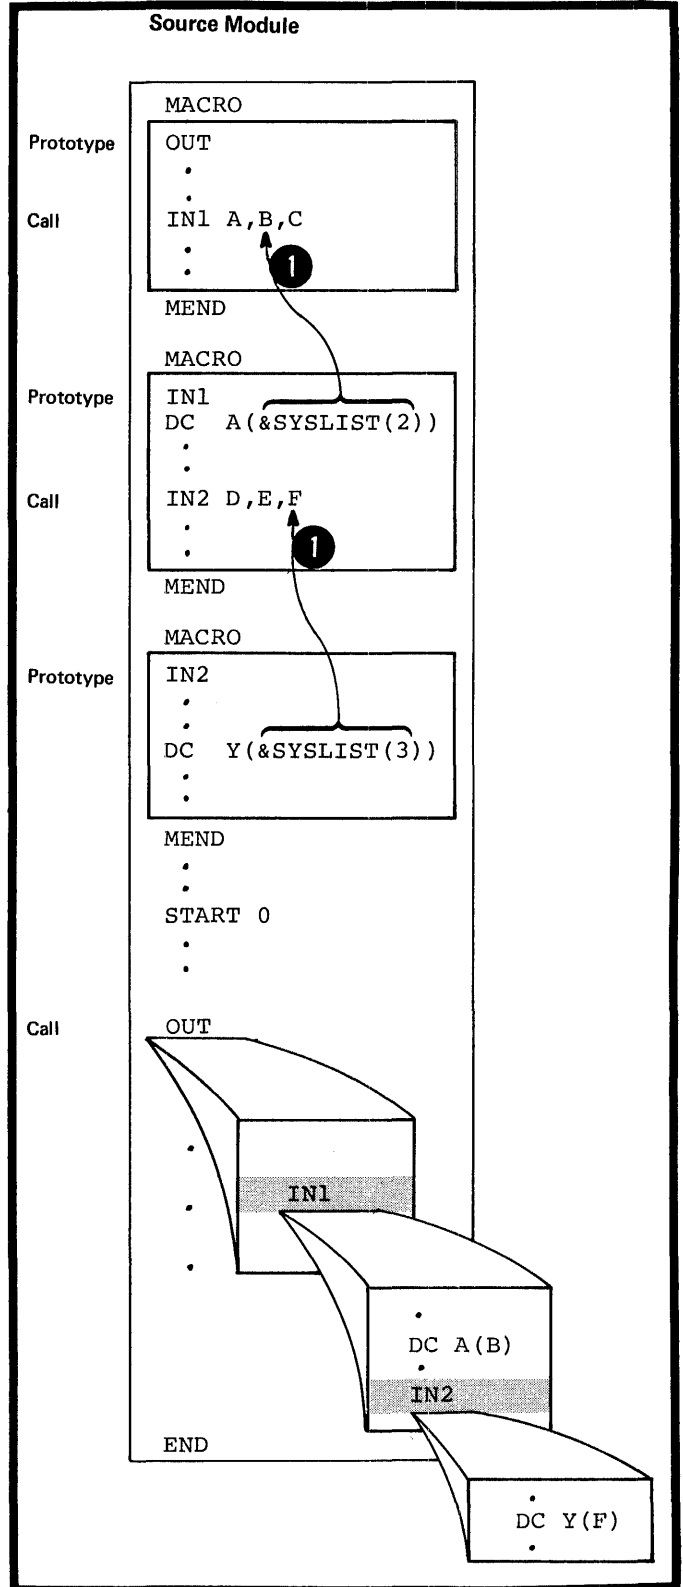 Source Module
MACRO
Prototype OUT
.
.
Call IN1 A,B,C
.
1
.
MEND
MACRO
Prototype IN1
DC A(&SYSLIST(2))
.
.
Call IN2 D,E,F
.
1
.
MEND
MACRO
Prototype IN2
.
.
DC Y(&SYSLIST(3))
.
.
MEND
.
.
START 0
.
.
Call OUT
.
IN1
.
.
.
DC A(B)
.
IN2
END
.
DC Y(F)
.